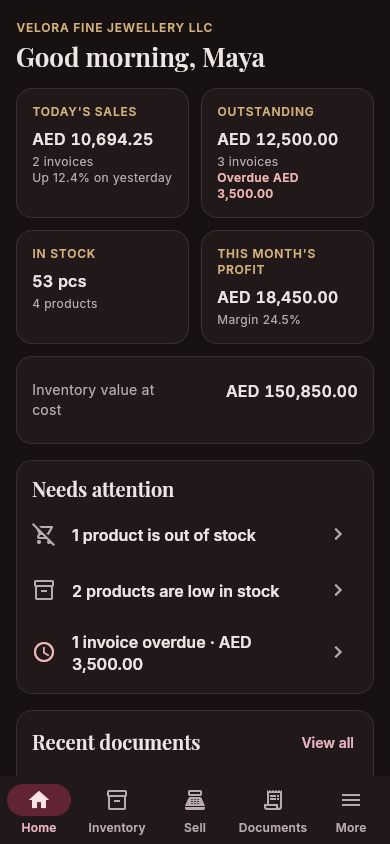 VELORA FINE JEWELLERY LLC
Good morning, Maya
TODAY'S SALES
AED 10,694.25
2 invoices
Up 12.4% on yesterday
OUTSTANDING
AED 12,500.00
3 invoices
Overdue AED
3,500.00
IN STOCK
53 pcs
4 products
THIS MONTH'S
PROFIT
AED 18,450.00
Margin 24.5%
Inventory value at
cost
AED 150,850.00
Needs attention
1 product is out of stock
2 products are low in stock
1 invoice overdue · AED
3,500.00
Recent documents
View all
Home
Inventory
Sell
Documents
More